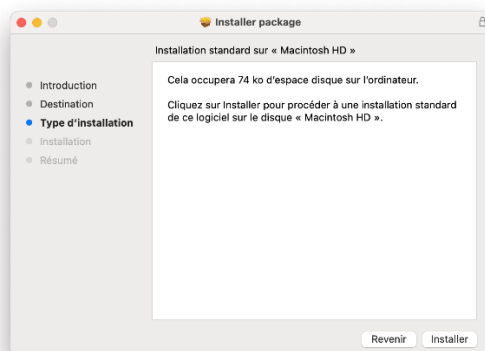 Installer package
Installation standard sur « Macintosh HD »
Introduction
Destination
Type d'installation
Installation
Résumé
Cela occupera 74 ko d'espace disque sur l'ordinateur.
Cliquez sur Installer pour procéder à une installation standard
de ce logiciel sur le disque « Macintosh HD ».
Revenir
Installer